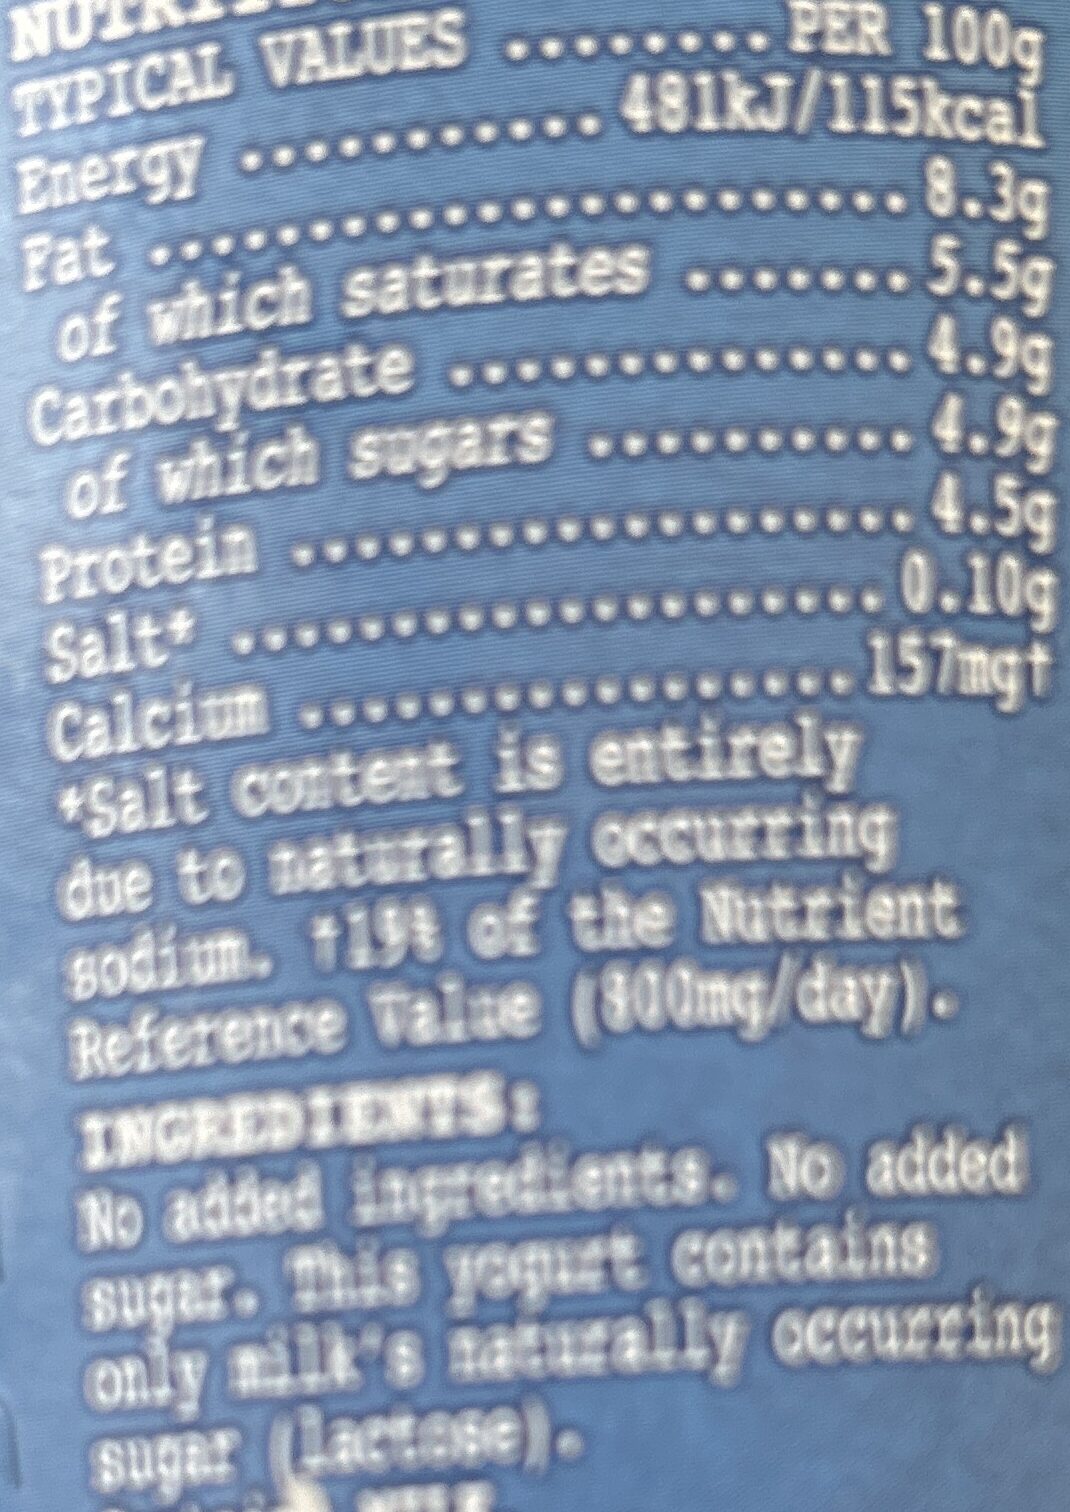 TYPICAL VALUES ........ PER 100g
Energy ........... 481kJ/115kcal
Fat ....................... 8.3g
of which saturates ....... 5.5g
Carbohydrate .............. 4.9g
of which sugars .......... 4.9g
Protein ................... 4.5g
Salt* .................... 0.10g
Calcium ................. 157mg†
*Salt content is entirely
due to naturally occurring
sodium. †19% of the Nutrient
Reference Value (800mg/day).
INGREDIENTS:
No added ingredients. No added
sugar. This yogurt contains
only milk's naturally occurring
sugar (lactose).
MILK